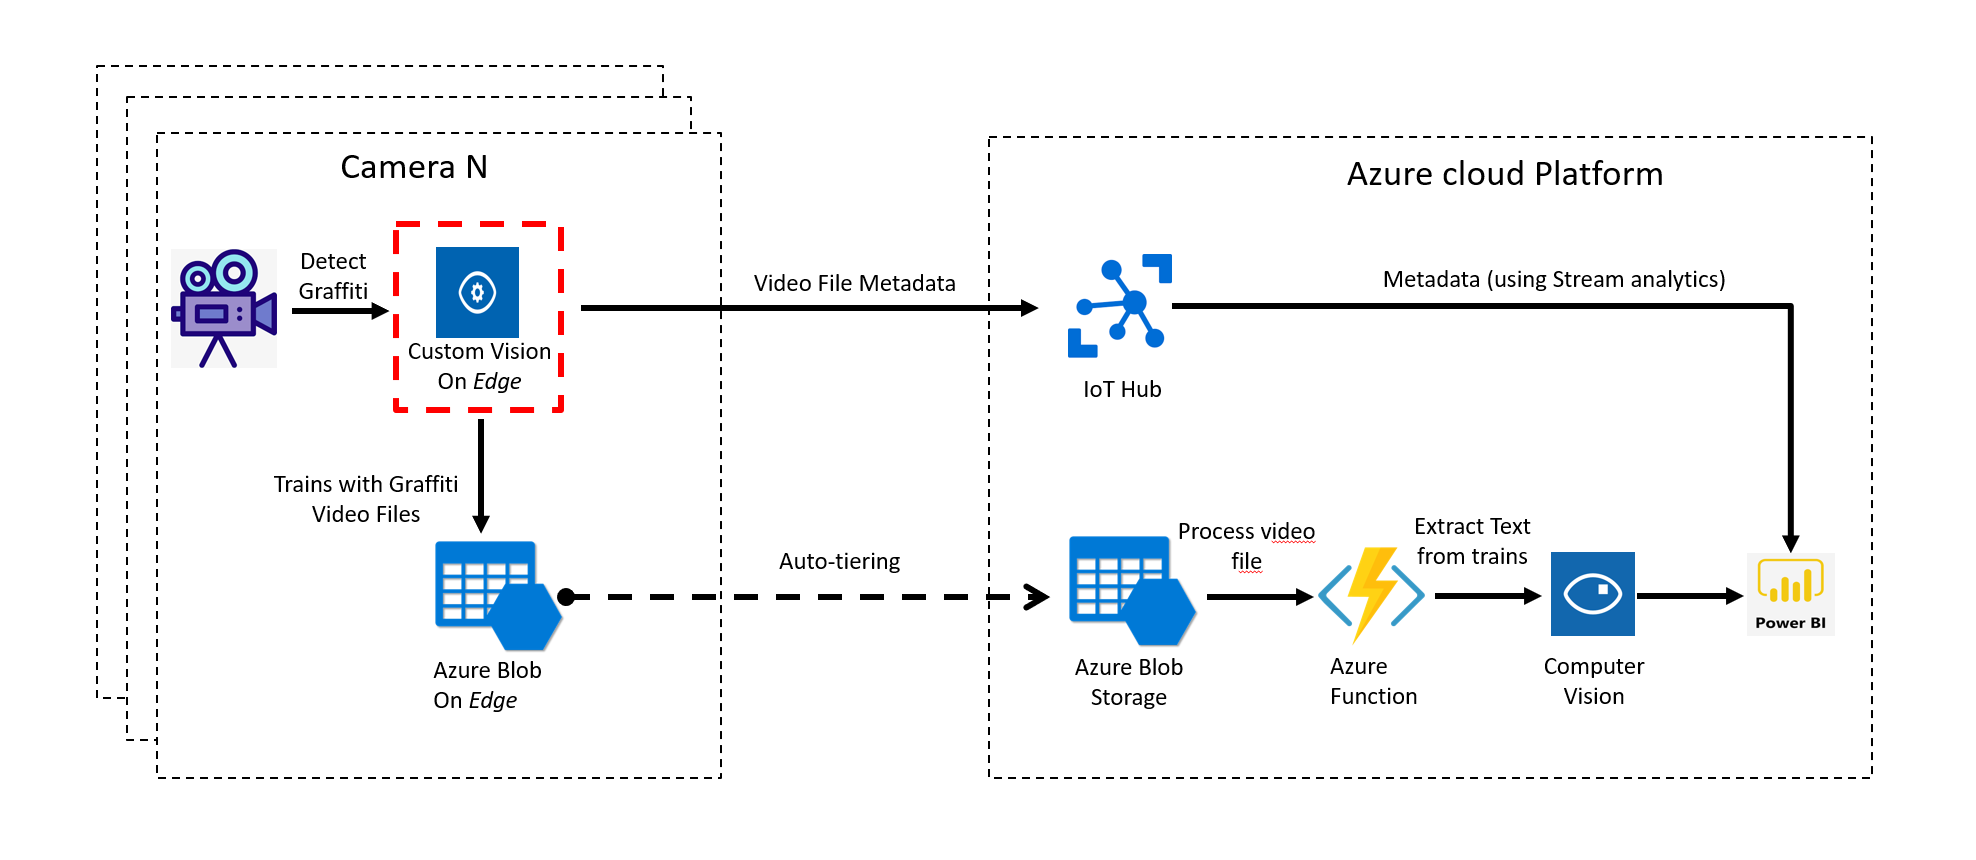 Camera N
Azure cloud Platform
Detect
Graffiti
Custom Vision
On Edge
Video File Metadata
Metadata (using Stream analytics)
IoT Hub
Trains with Graffiti
Video Files
Azure Blob
On Edge
Auto-tiering
Process video
file
Extract Text
from trains
Azure Blob
Storage
Azure
Function
Computer
Vision
Power BI